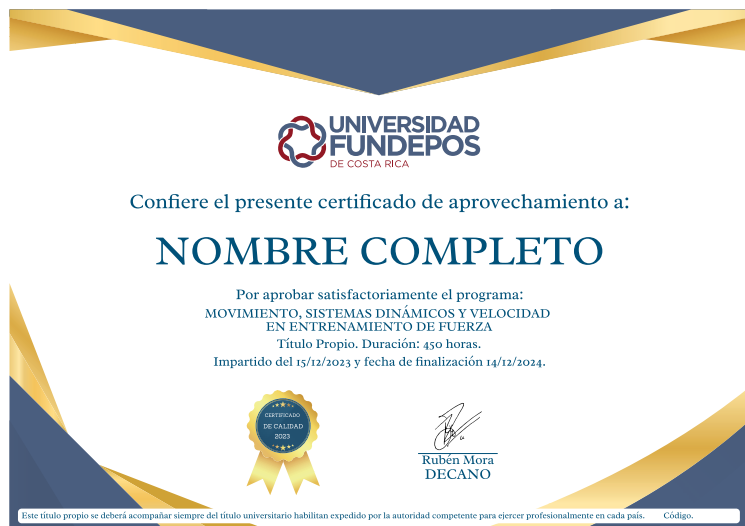 UNIVERSIDAD
FUNDEPOS
DE COSTA RICA
Confiere el presente certificado de aprovechamiento a:
NOMBRE COMPLETO
Por aprobar satisfactoriamente el programa:
MOVIMIENTO, SISTEMAS DINÁMICOS Y VELOCIDAD
EN ENTRENAMIENTO DE FUERZA
Título Propio. Duración: 450 horas.
Impartido del 15/12/2023 y fecha de finalización 14/12/2024.
CERTIFICADO
DE CALIDAD
2023
Rubén Mora
DECANO
Este título propio se deberá acompañar siempre del título universitario habilitan expedido por la autoridad competente para ejercer profesionalmente en cada país. Código.